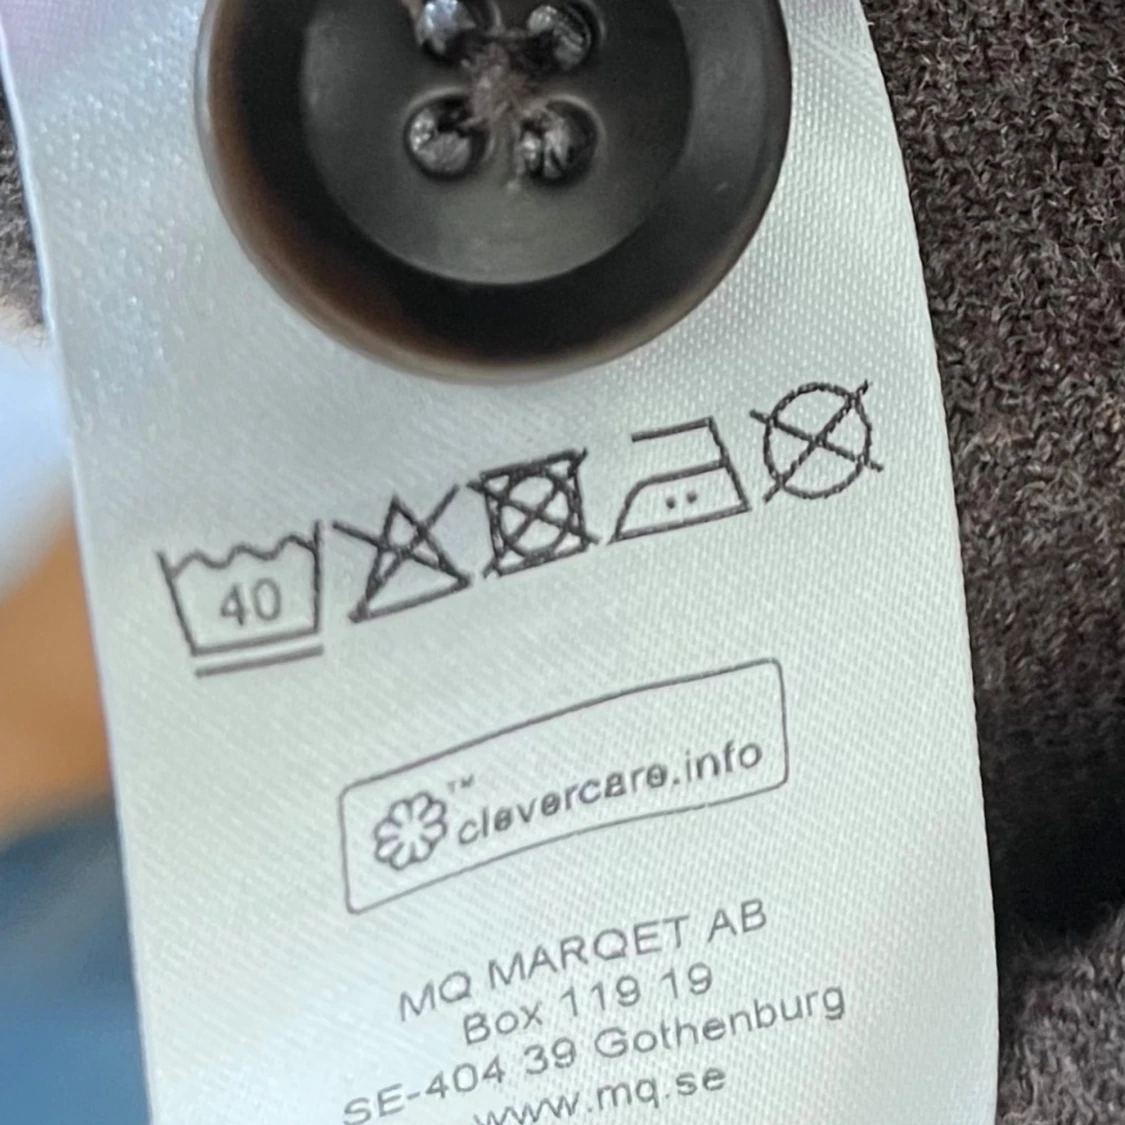 40
™
clevercare.info
MQ MARQET AB
Box 119 19
SE-404 39 Gothenburg
www.mq.se